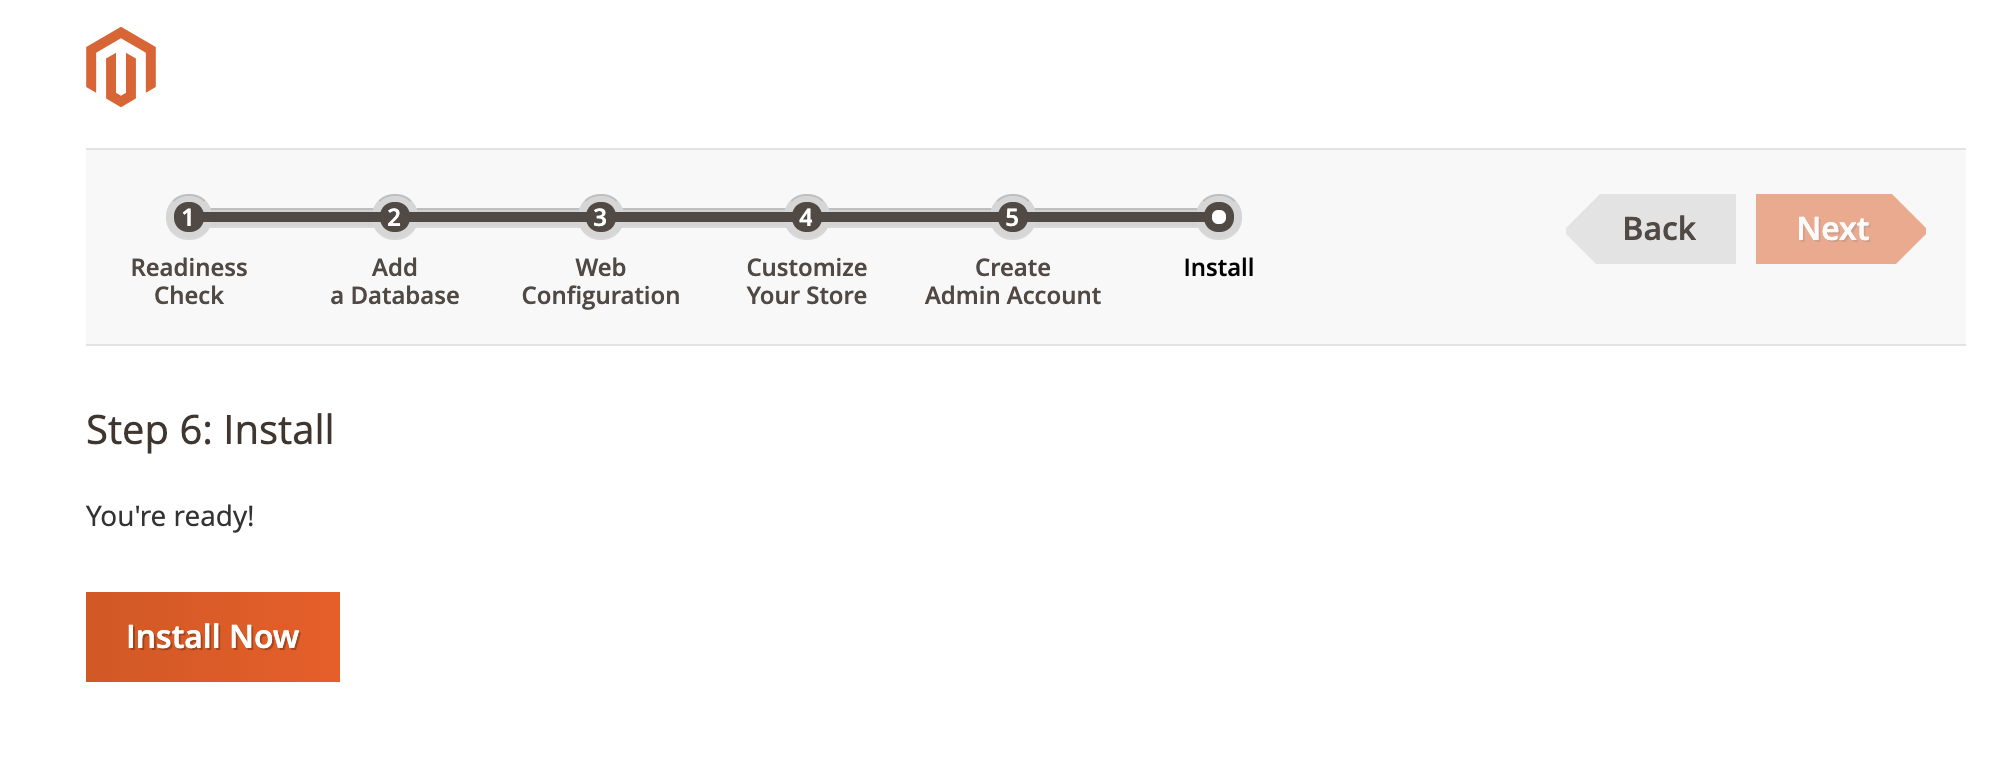 1 2 3 4 5
Readiness
Check
Add
a Database
Web
Configuration
Customize
Your Store
Create
Admin Account
Install
Back
Next
Step 6: Install
You're ready!
Install Now